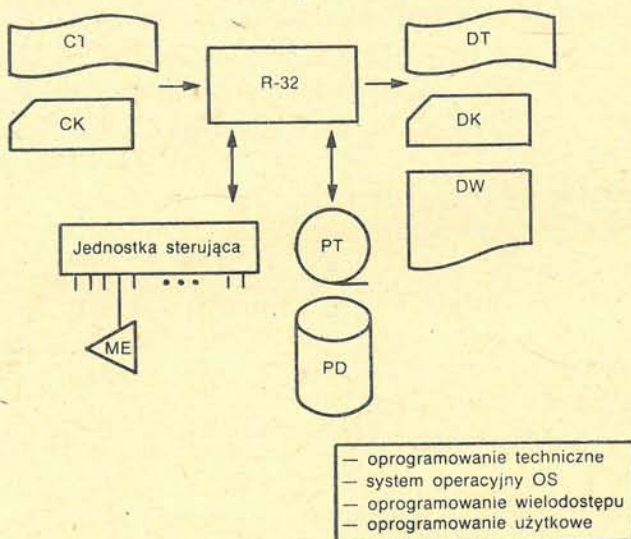 CT
R-32
DT
CK
DK
DW
Jednostka sterująca
PT
ME
PD
— oprogramowanie techniczne
— system operacyjny OS
— oprogramowanie wielodostępu
— oprogramowanie użytkowe